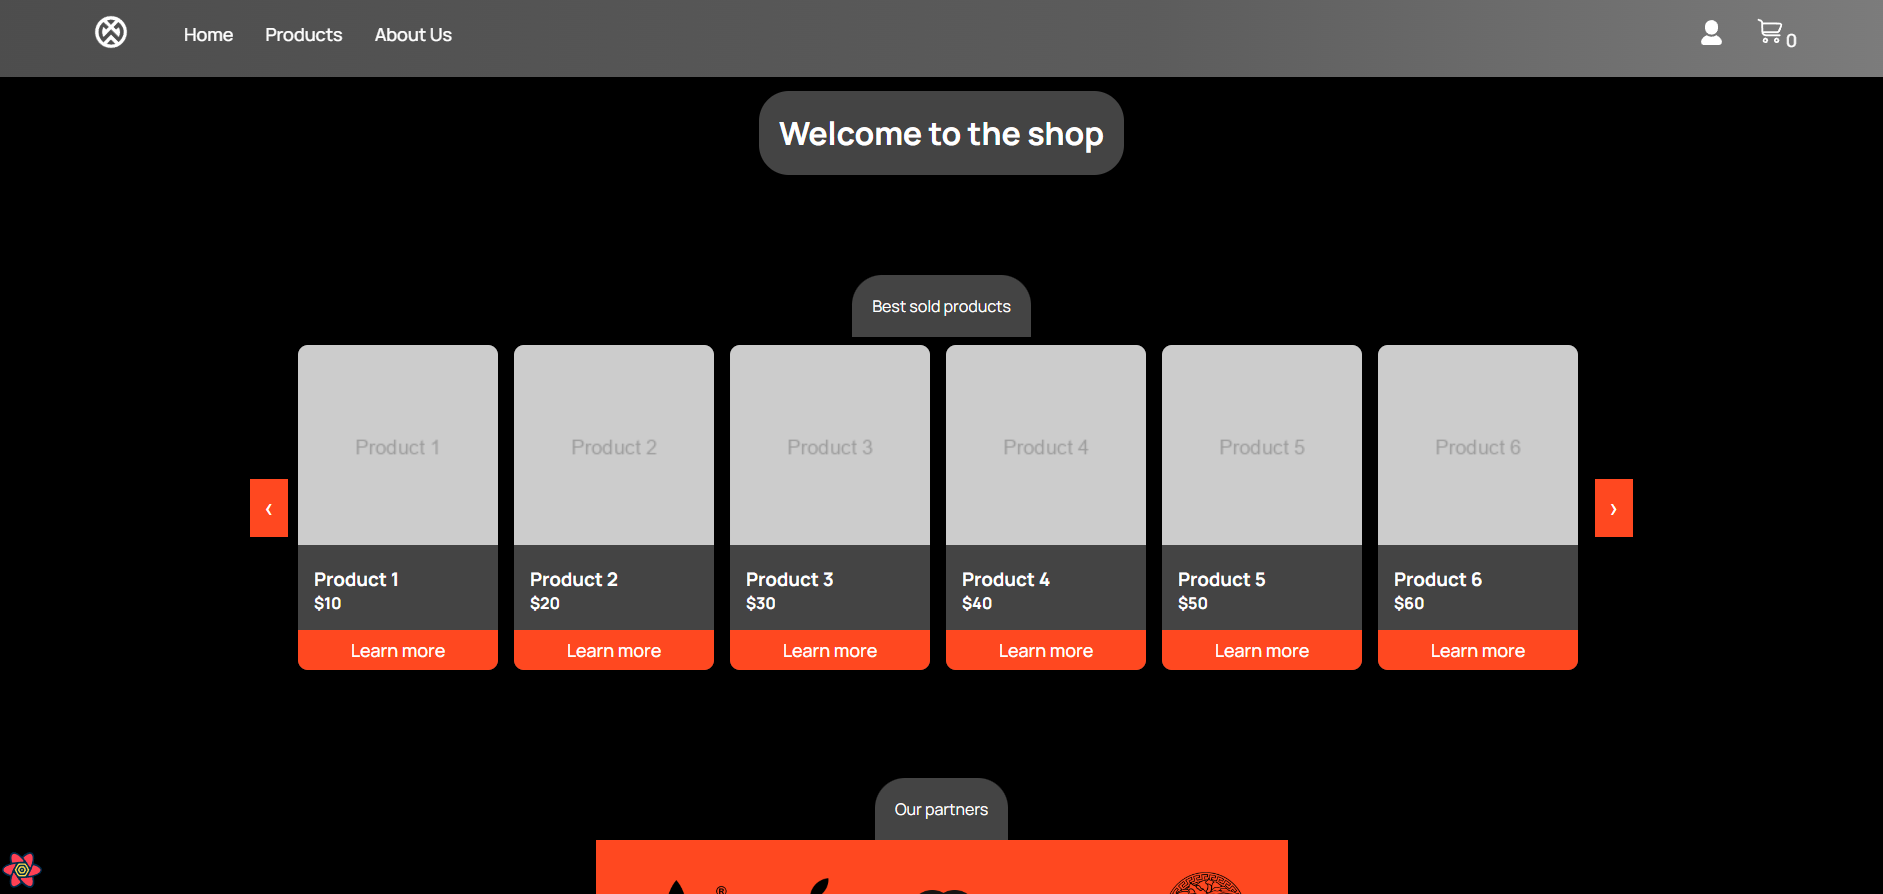 Home Products About Us 0
Welcome to the shop
Best sold products
Product 1 Product 2 Product 3 Product 4 Product 5 Product 6
‹ ›
Product 1 Product 2 Product 3 Product 4 Product 5 Product 6
$10 $20 $30 $40 $50 $60
Learn more Learn more Learn more Learn more Learn more Learn more
Our partners
®